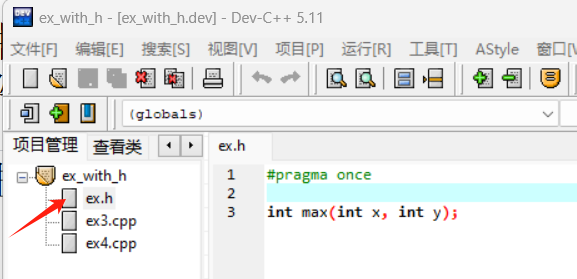 ex_with_h - [ex_with_h.dev] - Dev-C++ 5.11
文件[F] 编辑[E] 搜索[S] 视图[V] 项目[P] 运行[R] 工具[T] AStyle 窗口
(globals)
项目管理 查看类 ex.h
ex_with_h
ex.h
ex3.cpp
ex4.cpp
1 #pragma once
2
3 int max(int x, int y);